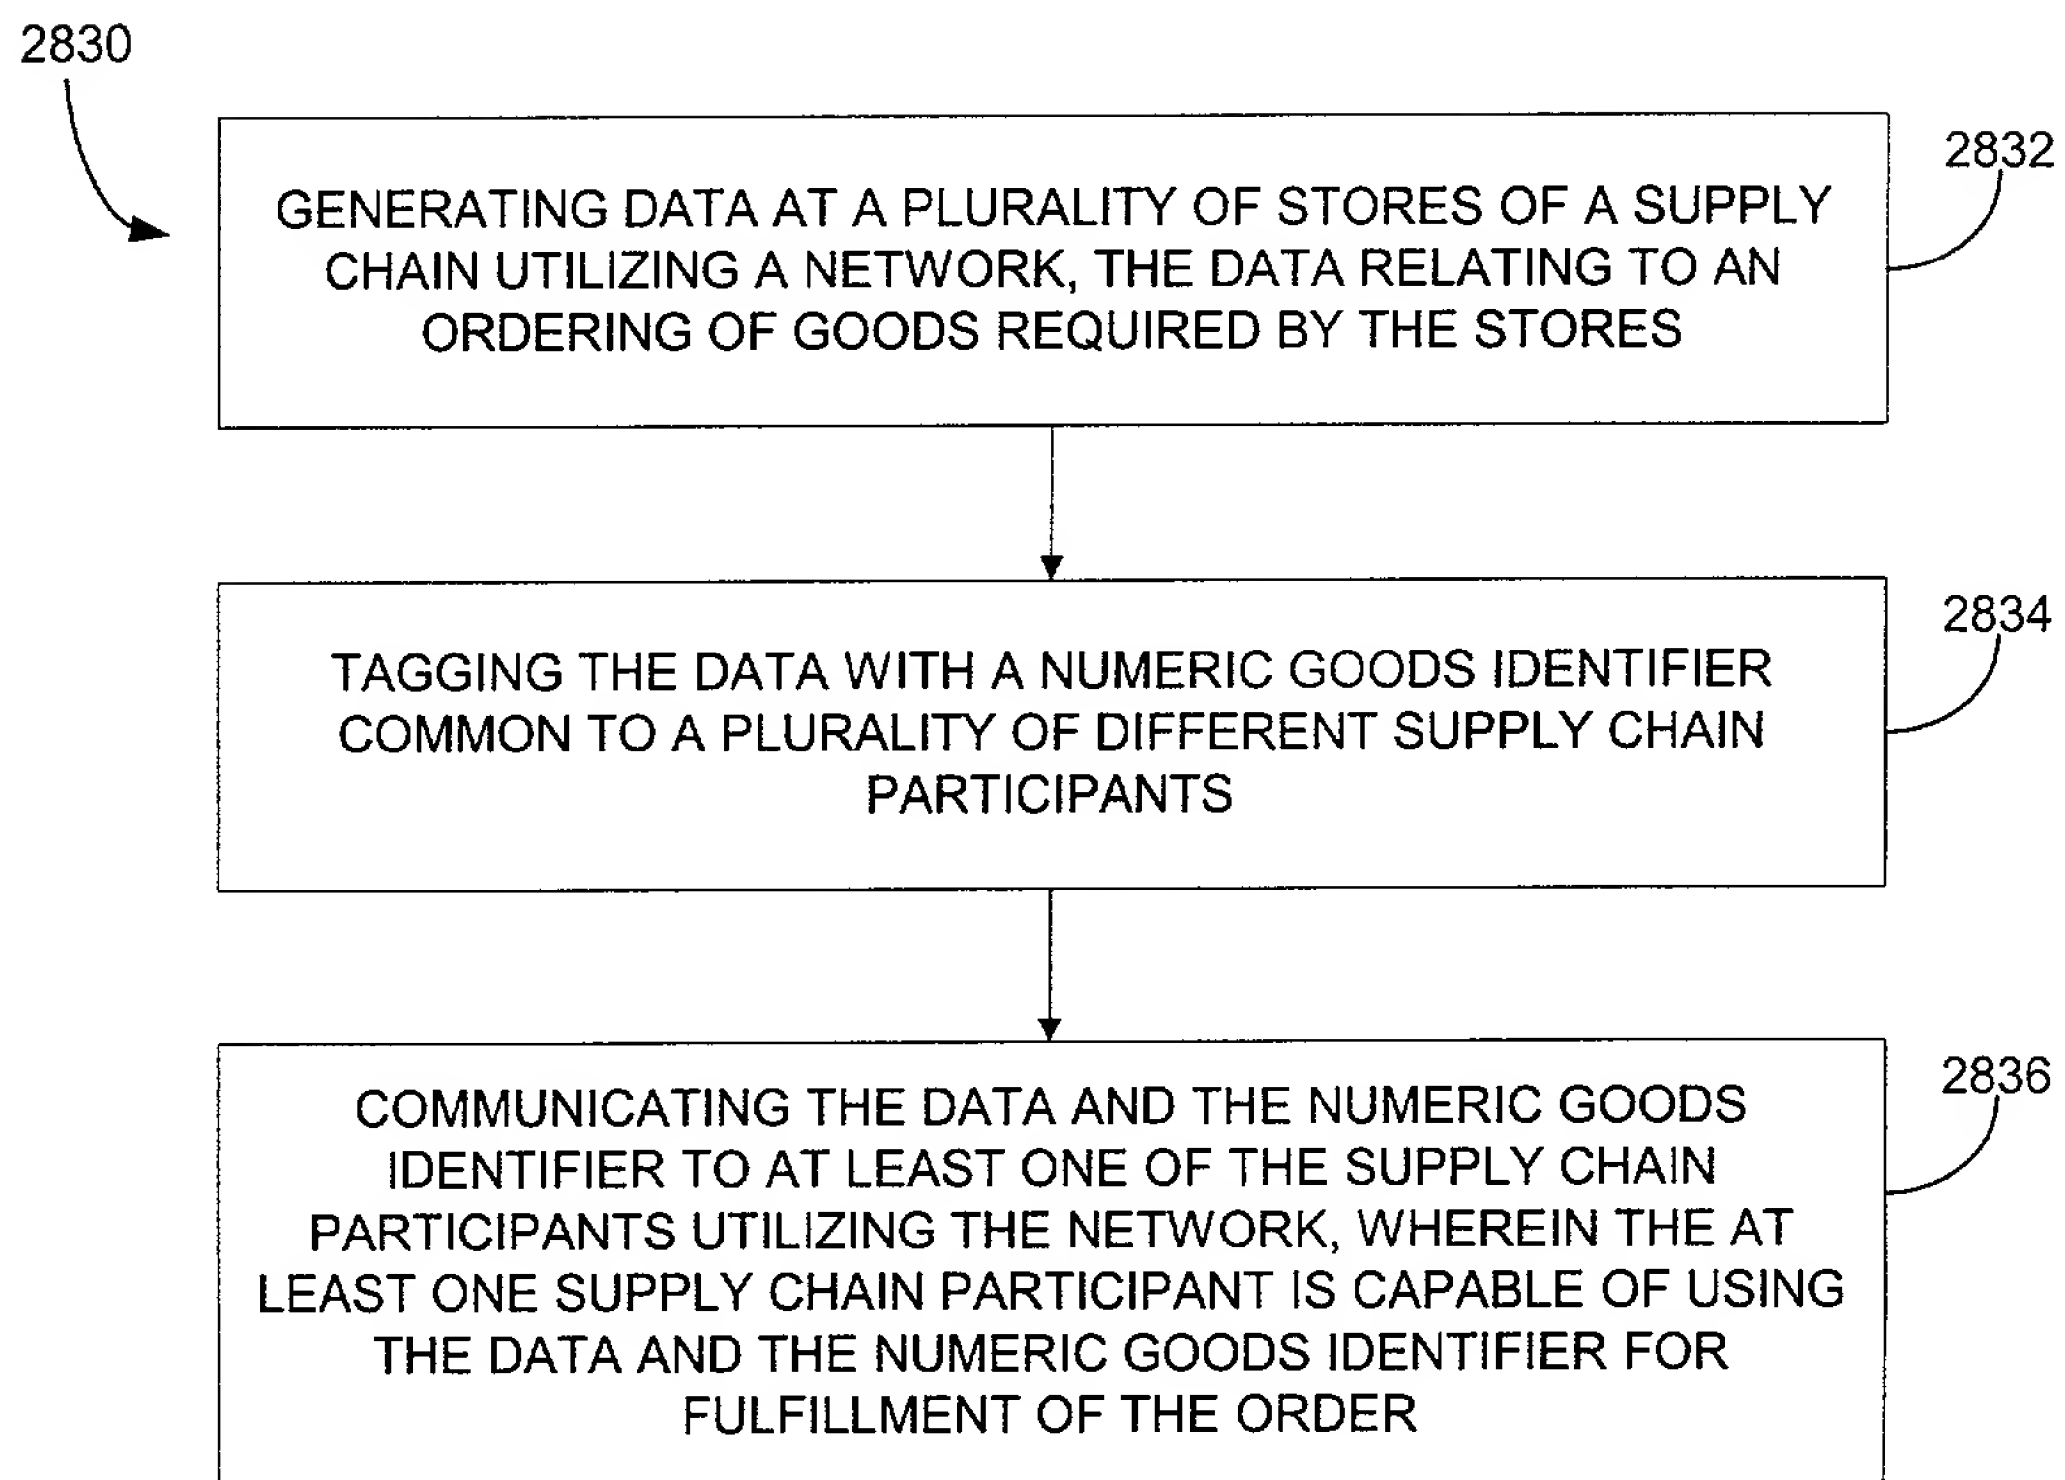 2830
2832
GENERATING DATA AT A PLURALITY OF STORES OF A SUPPLY
CHAIN UTILIZING A NETWORK, THE DATA RELATING TO AN
ORDERING OF GOODS REQUIRED BY THE STORES
2834
TAGGING THE DATA WITH A NUMERIC GOODS IDENTIFIER
COMMON TO A PLURALITY OF DIFFERENT SUPPLY CHAIN
PARTICIPANTS
2836
COMMUNICATING THE DATA AND THE NUMERIC GOODS
IDENTIFIER TO AT LEAST ONE OF THE SUPPLY CHAIN
PARTICIPANTS UTILIZING THE NETWORK, WHEREIN THE AT
LEAST ONE SUPPLY CHAIN PARTICIPANT IS CAPABLE OF USING
THE DATA AND THE NUMERIC GOODS IDENTIFIER FOR
FULFILLMENT OF THE ORDER